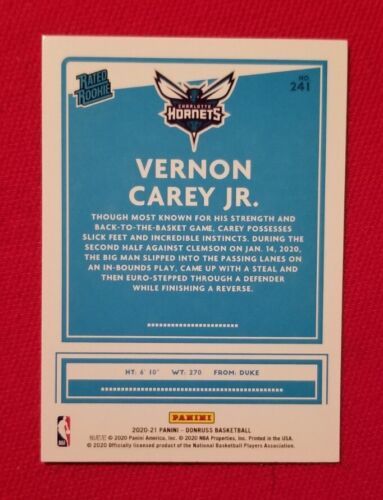 RATED
ROOKIE
CHARLOTTE
HORNETS
NO.
241
VERNON
CAREY JR.
THOUGH MOST KNOWN FOR HIS STRENGTH AND
BACK-TO-THE-BASKET GAME, CAREY POSSESSES
SLICK FEET AND INCREDIBLE INSTINCTS. DURING THE
SECOND HALF AGAINST CLEMSON ON JAN. 14, 2020,
THE BIG MAN SLIPPED INTO THE PASSING LANES ON
AN IN-BOUNDS PLAY, CAME UP WITH A STEAL AND
THEN EURO-STEPPED THROUGH A DEFENDER
WHILE FINISHING A REVERSE.
HT: 6' 10" WT: 270 FROM: DUKE
PANINI
2020-21 PANINI - DONRUSS BASKETBALL
© 2020 Panini America, Inc. © 2020 NBA Properties, Inc. Printed in the USA.
© 2020 Officially licensed product of the National Basketball Players Association.
NBA